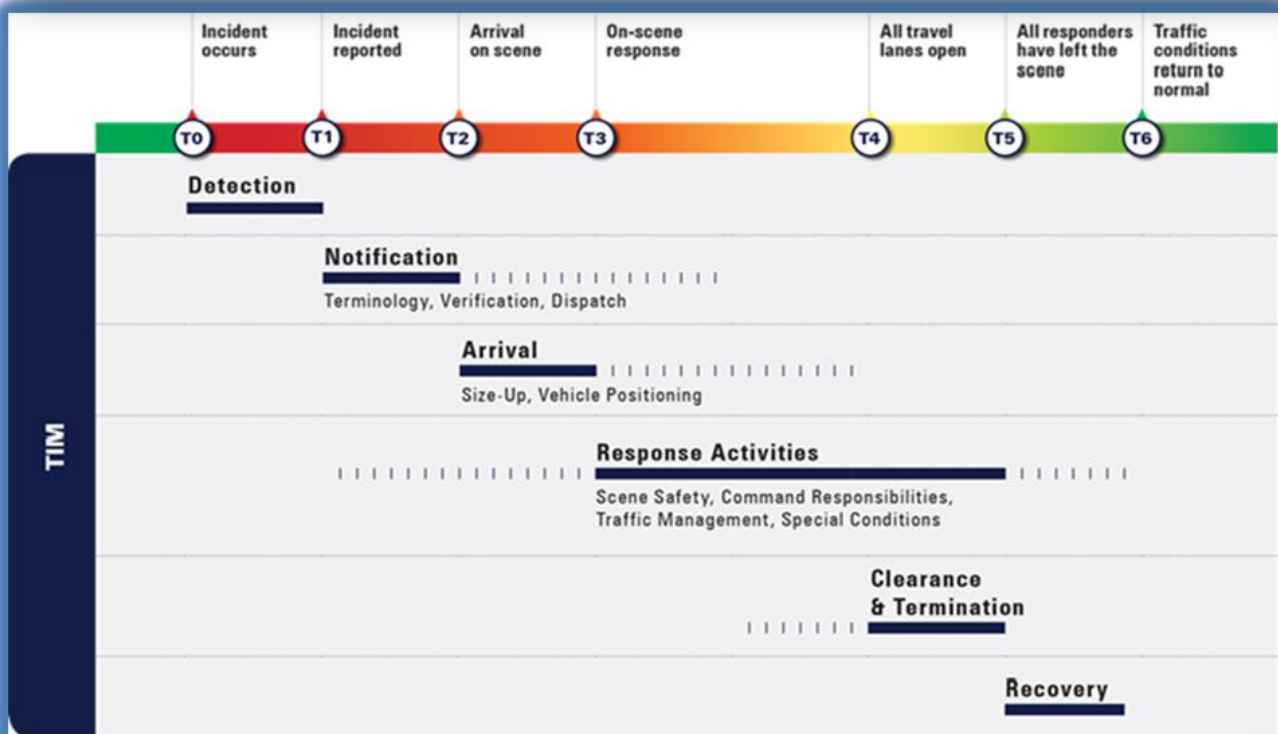 Incident
occurs
Incident
reported
Arrival
on scene
On-scene
response
All travel
lanes open
All responders
have left the
scene
Traffic
conditions
return to
normal
T0
T1
T2
T3
T4
T5
T6
TIM
Detection
Notification
Terminology, Verification, Dispatch
Arrival
Size-Up, Vehicle Positioning
Response Activities
Scene Safety, Command Responsibilities,
Traffic Management, Special Conditions
Clearance
& Termination
Recovery